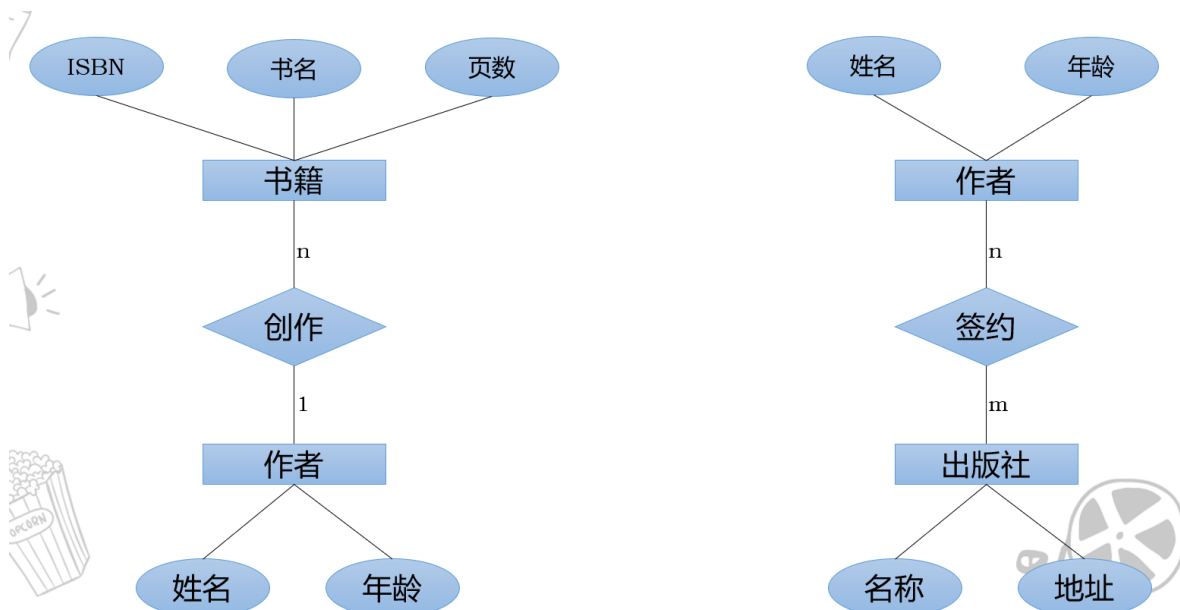 ISBN
书名
页数
书籍
n
创作
1
作者
姓名
年龄
姓名
年龄
作者
n
签约
m
出版社
名称
地址
POPCORN